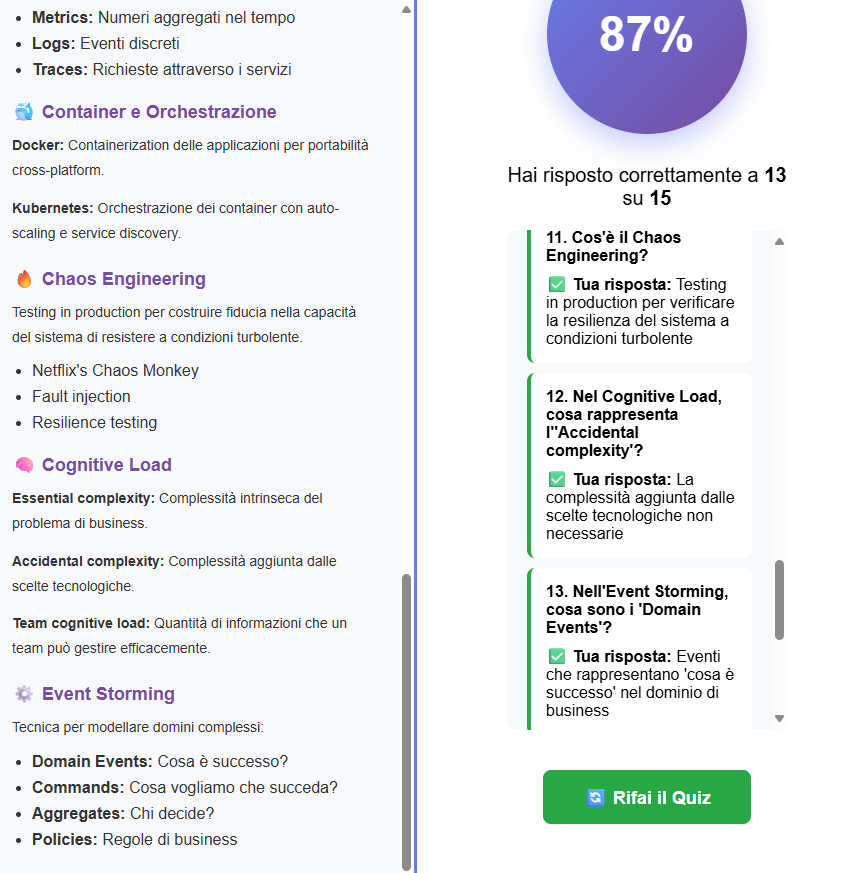 Metrics: Numeri aggregati nel tempo
Logs: Eventi discreti
Traces: Richieste attraverso i servizi
Container e Orchestrazione
Docker: Containerization delle applicazioni per portabilità
cross-platform.
Kubernetes: Orchestrazione dei container con auto-
scaling e service discovery.
Chaos Engineering
Testing in production per costruire fiducia nella capacità
del sistema di resistere a condizioni turbolente.
Netflix's Chaos Monkey
Fault injection
Resilience testing
Cognitive Load
Essential complexity: Complessità intrinseca del
problema di business.
Accidental complexity: Complessità aggiunta dalle
scelte tecnologiche.
Team cognitive load: Quantità di informazioni che un
team può gestire efficacemente.
Event Storming
Tecnica per modellare domini complessi:
Domain Events: Cosa è successo?
Commands: Cosa vogliamo che succeda?
Aggregates: Chi decide?
Policies: Regole di business
87%
Hai risposto correttamente a 13
su 15
11. Cos'è il Chaos
Engineering?
Tua risposta: Testing
in production per verificare
la resilienza del sistema a
condizioni turbolente
12. Nel Cognitive Load,
cosa rappresenta
l''Accidental
complexity'?
Tua risposta: La
complessità aggiunta dalle
scelte tecnologiche non
necessarie
13. Nell'Event Storming,
cosa sono i 'Domain
Events'?
Tua risposta: Eventi
che rappresentano 'cosa è
successo' nel dominio di
business
Rifai il Quiz